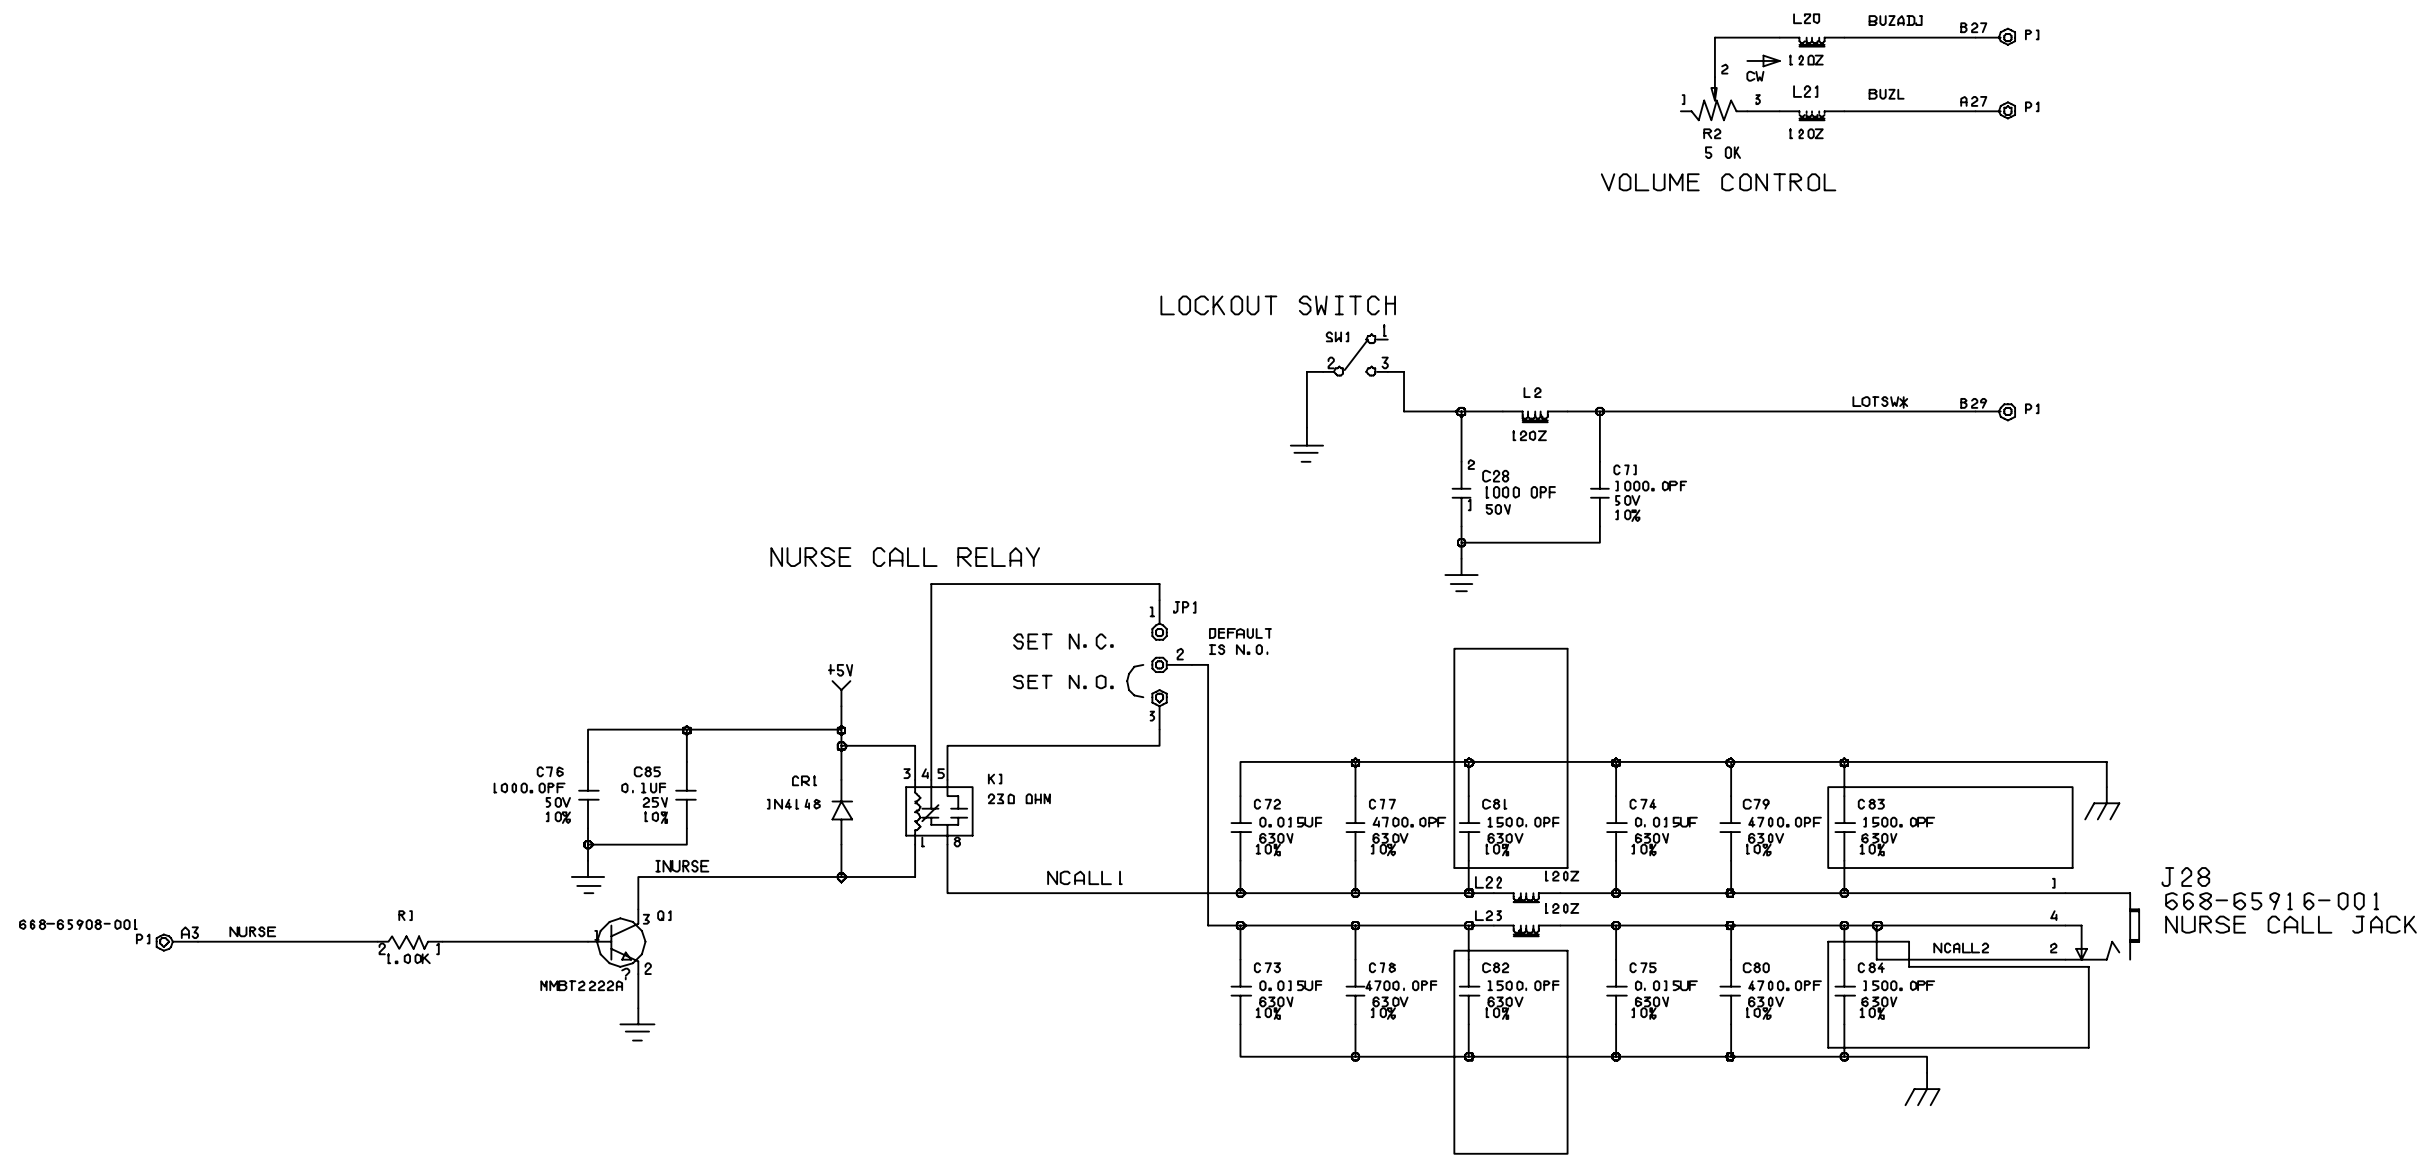 L20
BUZADJ
B27
P1
120Z
2
CW
1
3
L21
BUZL
A27
P1
120Z
R2
5 0K
VOLUME CONTROL
LOCKOUT SWITCH
SW1
1
2
3
L2
120Z
LOTSW*
B29
P1
2
C28
1000 0PF
1
50V
C71
1000.0PF
50V
10%
NURSE CALL RELAY
1
JP1
SET N.C.
DEFAULT
IS N.O.
2
SET N.O.
3
+5V
C76
1000.0PF
50V
10%
C85
0.1UF
25V
10%
CR1
1N4148
3
4
5
K1
230 OHM
1
8
INURSE
NCALL1
668-65908-001
P1
A3
NURSE
R1
2
1
1.00K
1
3
Q1
2
?
MMBT2222A
C72
0.015UF
630V
10%
C77
4700.0PF
630V
10%
C81
1500.0PF
630V
10%
C74
0.015UF
630V
10%
C79
4700.0PF
630V
10%
C83
1500.0PF
630V
10%
L22
120Z
L23
120Z
1
4
2
NCALL2
J28
668-65916-001
NURSE CALL JACK
C73
0.015UF
630V
10%
C78
4700.0PF
630V
10%
C82
1500.0PF
630V
10%
C75
0.015UF
630V
10%
C80
4700.0PF
630V
10%
C84
1500.0PF
630V
10%